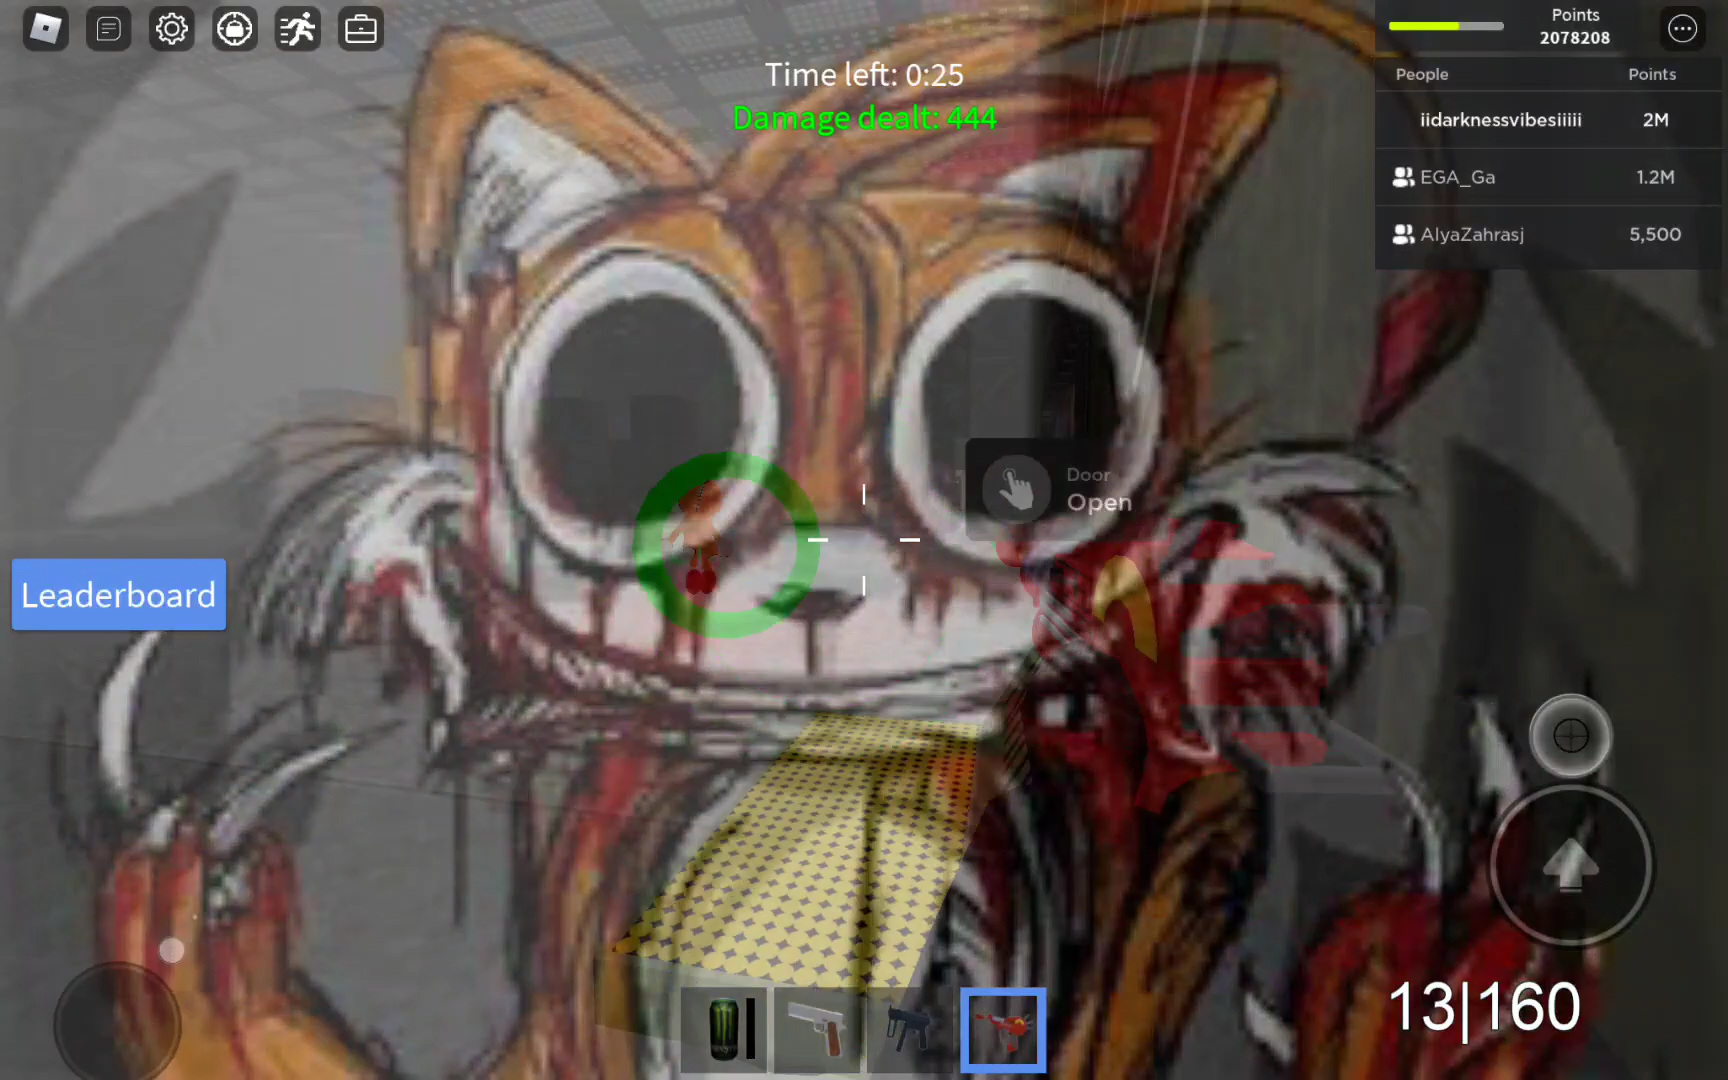 Time left: 0:25
Damage dealt: 444
Points
2078208
People Points
iidarknessvibesiiiii 2M
EGA_Ga 1.2M
AlyaZahrasj 5,500
Door
Open
Leaderboard
13|160